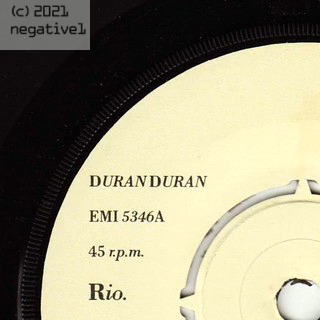 (c) 2021
negative1
DURAN DURAN
EMI 5346A
45 r.p.m.
Rio.